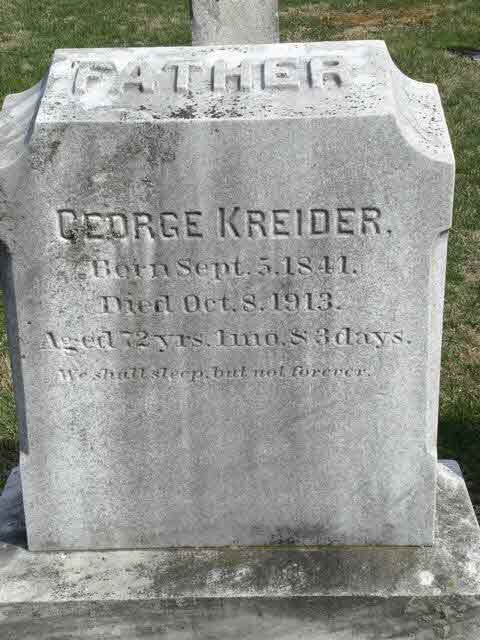 FATHER
GEORGE KREIDER.
Born Sept. 5. 1841.
Died Oct. 8. 1913.
Aged 72 yrs. 1 mo. & 3 days.
We shall sleep, but not forever.